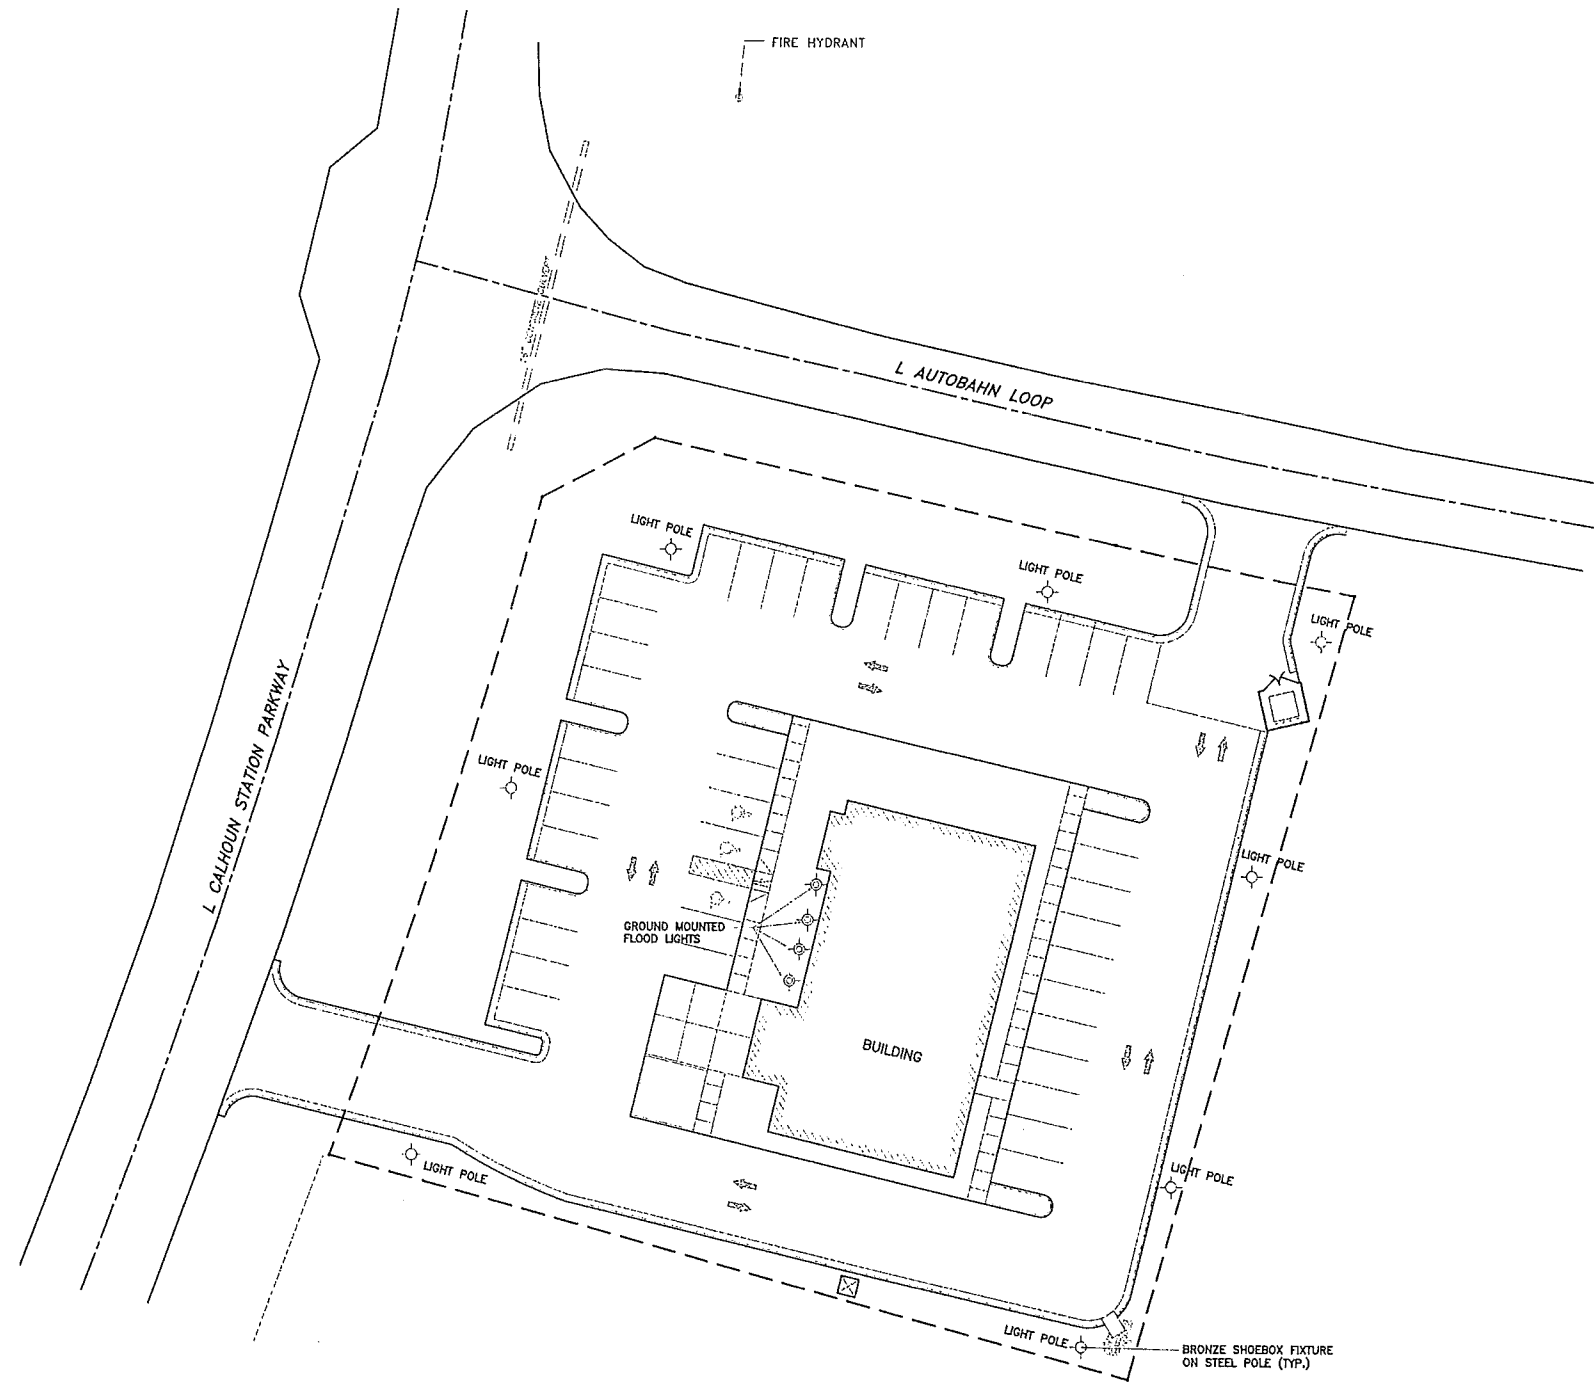 FIRE HYDRANT
L AUTOBAHN LOOP
LIGHT POLE
LIGHT POLE
LIGHT POLE
L CALHOUN STATION PARKWAY
LIGHT POLE
LIGHT POLE
GROUND MOUNTED
FLOOD LIGHTS
BUILDING
LIGHT POLE
LIGHT POLE
LIGHT POLE
BRONZE SHOEBOX FIXTURE
ON STEEL POLE (TYP.)